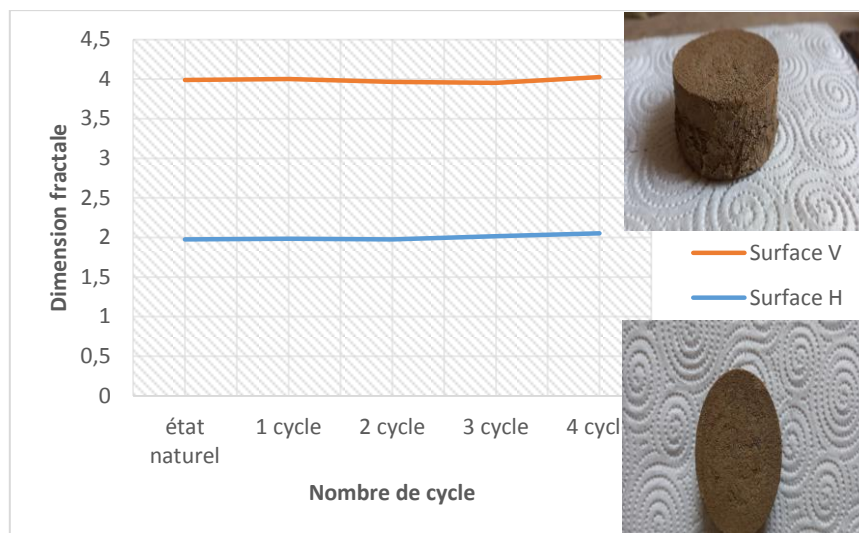 4,5
4
3,5
3
2,5
2
1,5
1
0,5
0
Dimension fractale
état naturel
1 cycle
2 cycle
3 cycle
4 cycl
Nombre de cycle
Surface V
Surface H